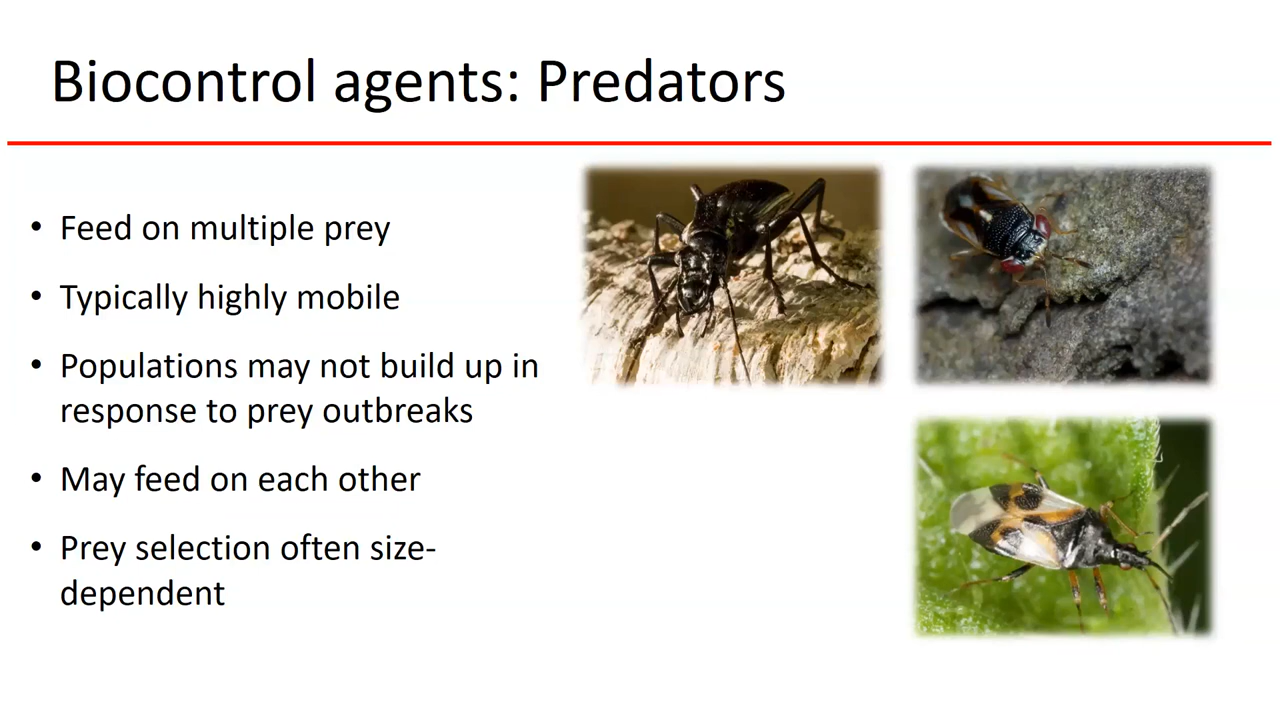 Biocontrol agents: Predators
• Feed on multiple prey
• Typically highly mobile
• Populations may not build up in
response to prey outbreaks
• May feed on each other
• Prey selection often size-
dependent